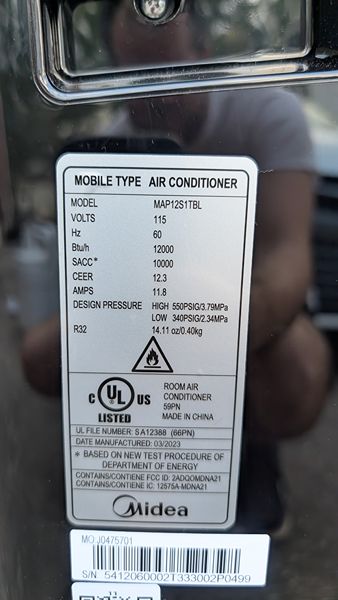 MOBILE TYPE AIR CONDITIONER
MODEL MAP12S1TBL
VOLTS 115
Hz 60
Btu/h 12000
SACC* 10000
CEER 12.3
AMPS 11.8
DESIGN PRESSURE HIGH 550PSIG/3.79MPa
LOW 340PSIG/2.34MPa
R32 14.11 oz/0.40kg
C UL US
LISTED
ROOM AIR
CONDITIONER
59PN
MADE IN CHINA
UL FILE NUMBER: SA12388 (66PN)
DATE MANUFACTURED: 03/2023
* BASED ON NEW TEST PROCEDURE OF
DEPARTMENT OF ENERGY
CONTAINS/CONTIENE FCC ID: 2ADQOMDNA21
CONTAINS/CONTIENE IC: 12575A-MDNA21
Midea
MO: J0475701
S/N 5412060002T333002P0499